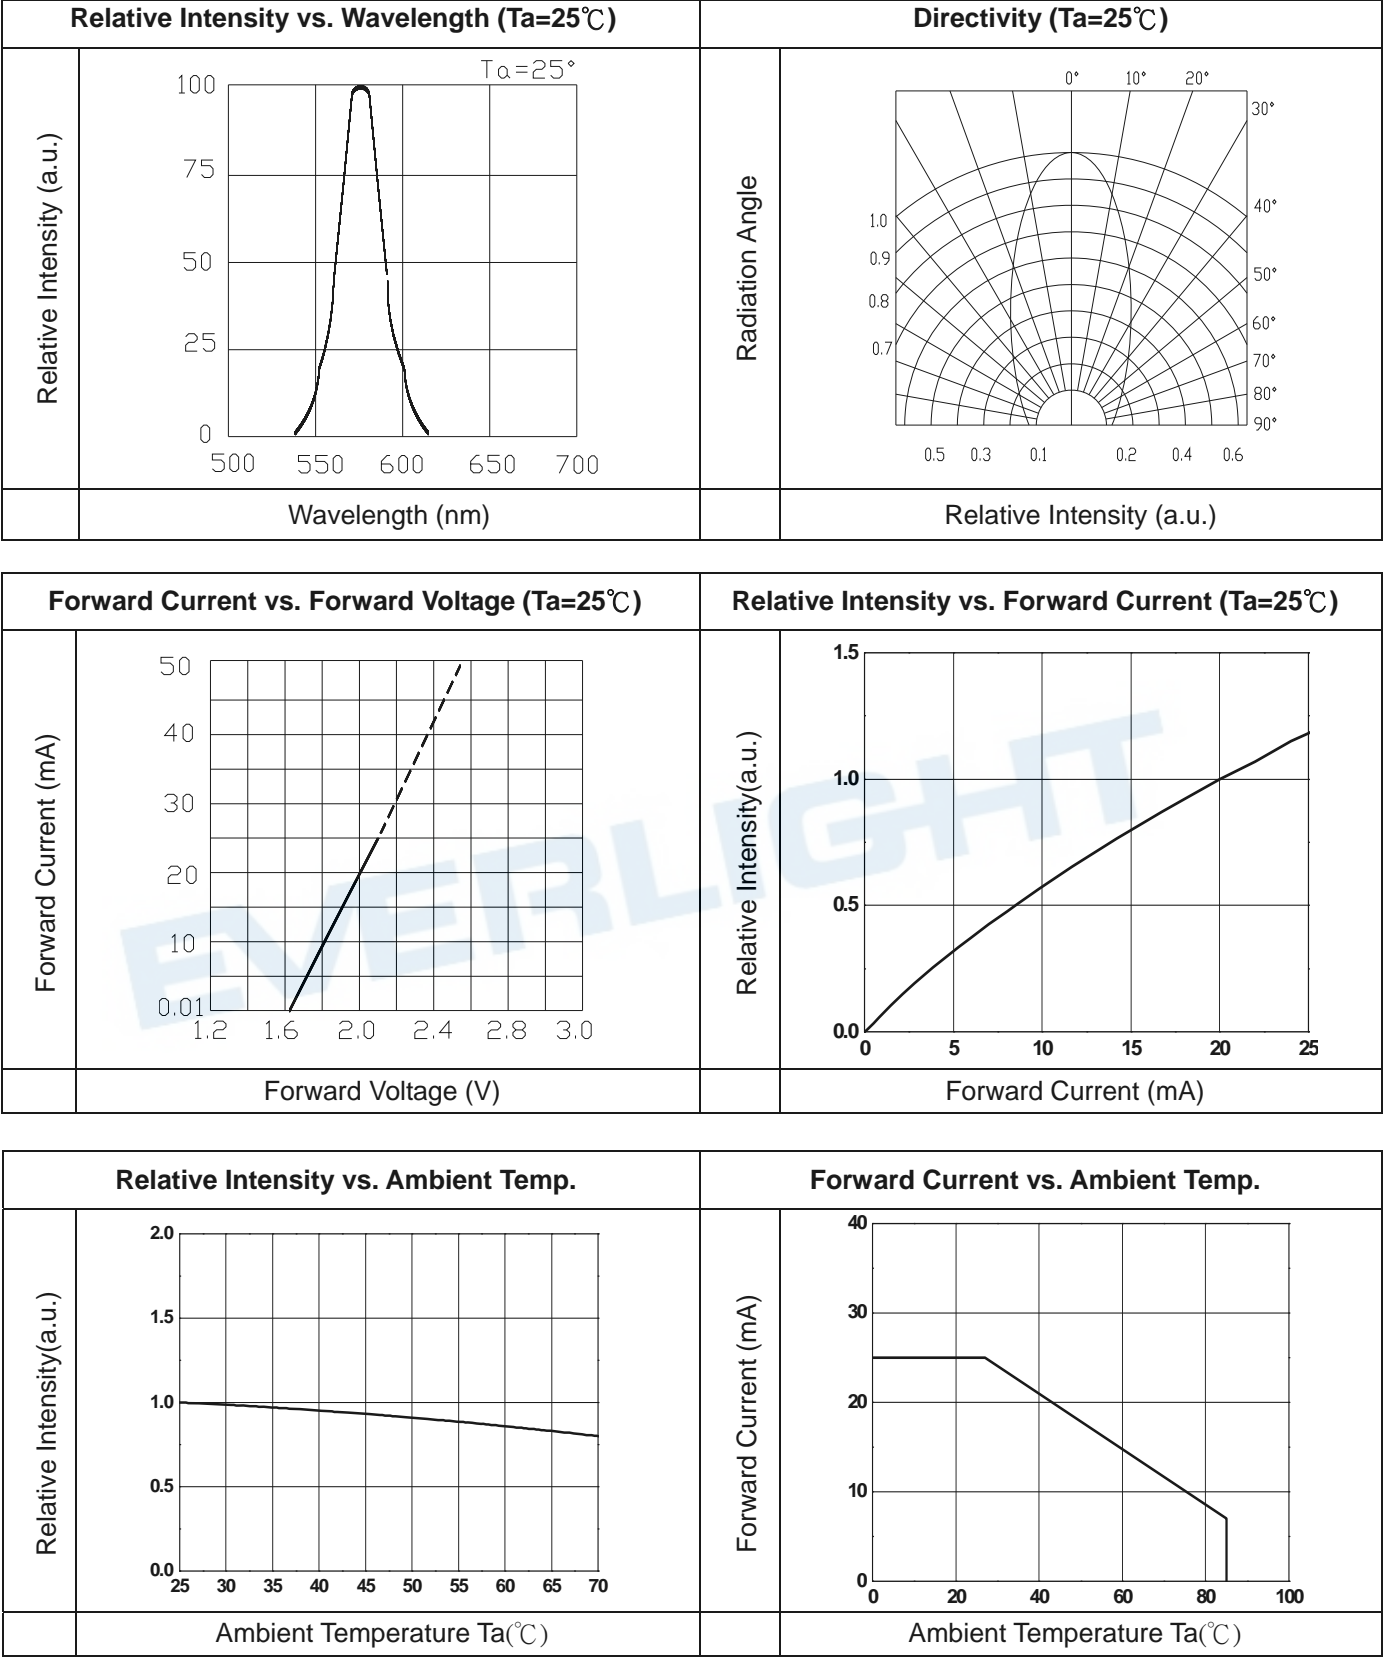 Relative Intensity vs. Wavelength (Ta=25℃)
Relative Intensity (a.u.)
Ta=25°
100
75
50
25
0
500 550 600 650 700
Wavelength (nm)
Directivity (Ta=25℃)
Radiation Angle
0° 10° 20°
30°
40°
50°
60°
70°
80°
90°
1.0
0.9
0.8
0.7
0.5 0.3 0.1 0.2 0.4 0.6
Relative Intensity (a.u.)
Forward Current vs. Forward Voltage (Ta=25℃)
Forward Current (mA)
50
40
30
20
10
0.01
1.2 1.6 2.0 2.4 2.8 3.0
Forward Voltage (V)
Relative Intensity vs. Forward Current (Ta=25℃)
Relative Intensity(a.u.)
1.5
1.0
0.5
0.0
0 5 10 15 20 25
Forward Current (mA)
EVERLIGHT
Relative Intensity vs. Ambient Temp.
Relative Intensity(a.u.)
2.0
1.5
1.0
0.5
0.0
25 30 35 40 45 50 55 60 65 70
Ambient Temperature Ta(℃)
Forward Current vs. Ambient Temp.
Forward Current (mA)
40
30
20
10
0
0 20 40 60 80 100
Ambient Temperature Ta(℃)